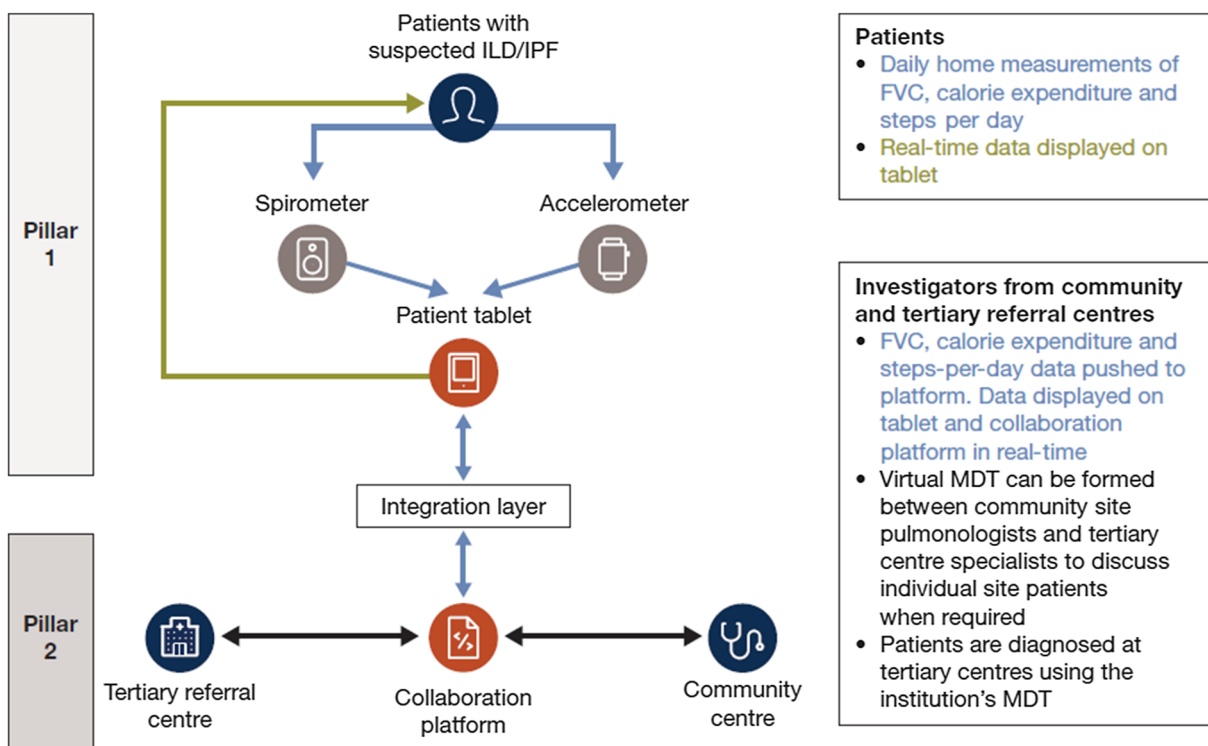 Pillar
1
Patients with
suspected ILD/IPF
Spirometer
Accelerometer
Patient tablet
Integration layer
Pillar
2
Tertiary referral
centre
Collaboration
platform
Community
centre
Patients
• Daily home measurements of
FVC, calorie expenditure and
steps per day
• Real-time data displayed on
tablet
Investigators from community
and tertiary referral centres
• FVC, calorie expenditure and
steps-per-day data pushed to
platform. Data displayed on
tablet and collaboration
platform in real-time
• Virtual MDT can be formed
between community site
pulmonologists and tertiary
centre specialists to discuss
individual site patients
when required
• Patients are diagnosed at
tertiary centres using the
institution’s MDT